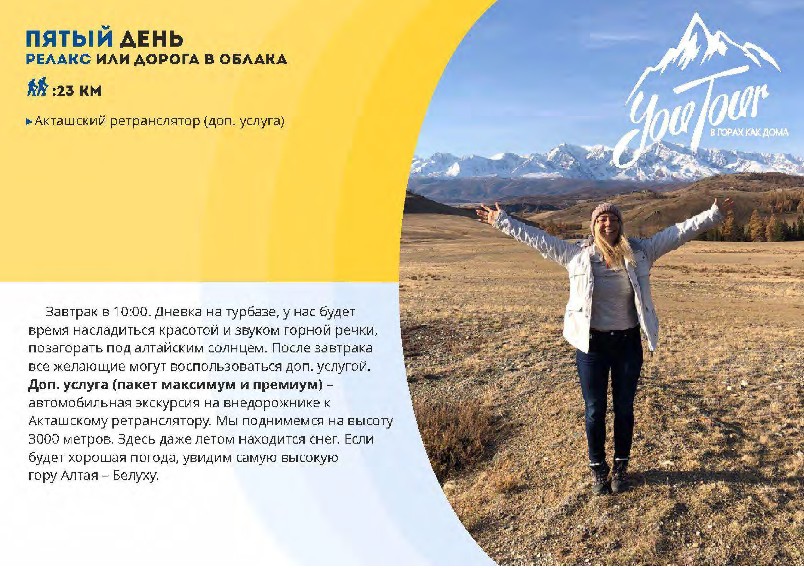 ПЯТЫЙ ДЕНЬ
РЕЛАКС ИЛИ ДОРОГА В ОБЛАКА
:23 КМ
Акташский ретранслятор (доп. услуга)
YouTour
В ГОРАХ КАК ДОМА
Завтрак в 10:00. Дневка на турбазе, у нас будет
время насладиться красотой и звуком горной речки,
позагорать под алтайским солнцем. После завтрака
все желающие могут воспользоваться доп. услугой.
Доп. услуга (пакет максимум и премиум) –
автомобильная экскурсия на внедорожнике к
Акташскому ретранслятору. Мы поднимемся на высоту
3000 метров. Здесь даже летом находится снег. Если
будет хорошая погода, увидим самую высокую
гору Алтая – Белуху.